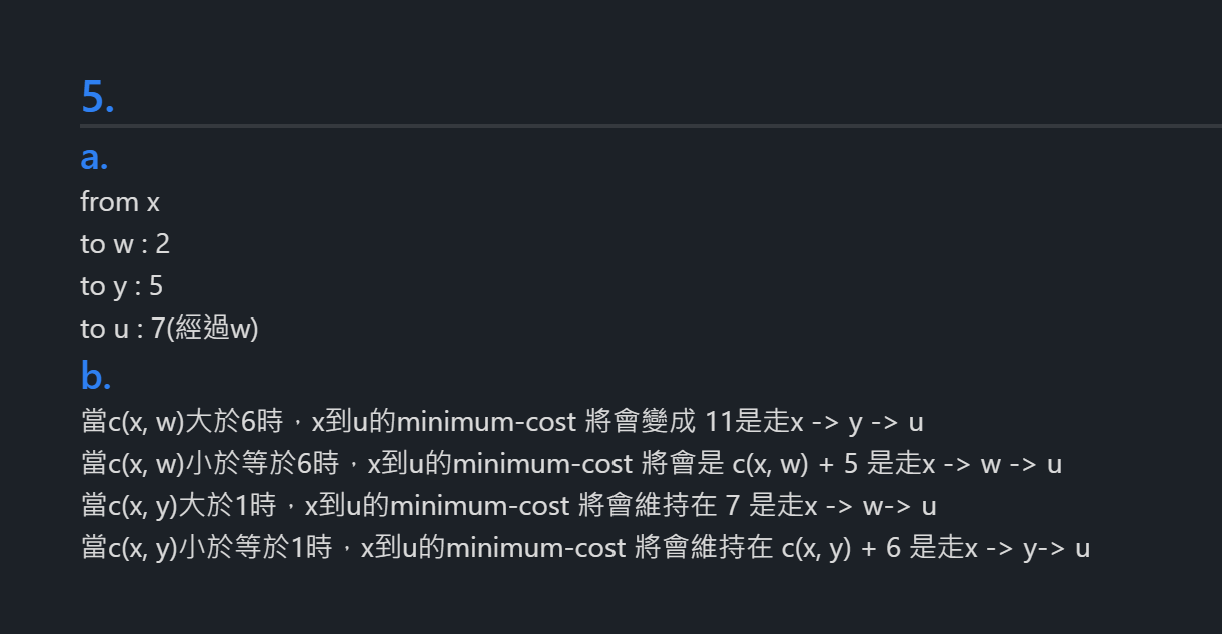 5.
a.
from x
to w : 2
to y : 5
to u : 7(經過w)
b.
當c(x, w)大於6時，x到u的minimum-cost 將會變成 11是走x -> y -> u
當c(x, w)小於等於6時，x到u的minimum-cost 將會是 c(x, w) + 5 是走x -> w -> u
當c(x, y)大於1時，x到u的minimum-cost 將會維持在 7 是走x -> w-> u
當c(x, y)小於等於1時，x到u的minimum-cost 將會維持在 c(x, y) + 6 是走x -> y-> u